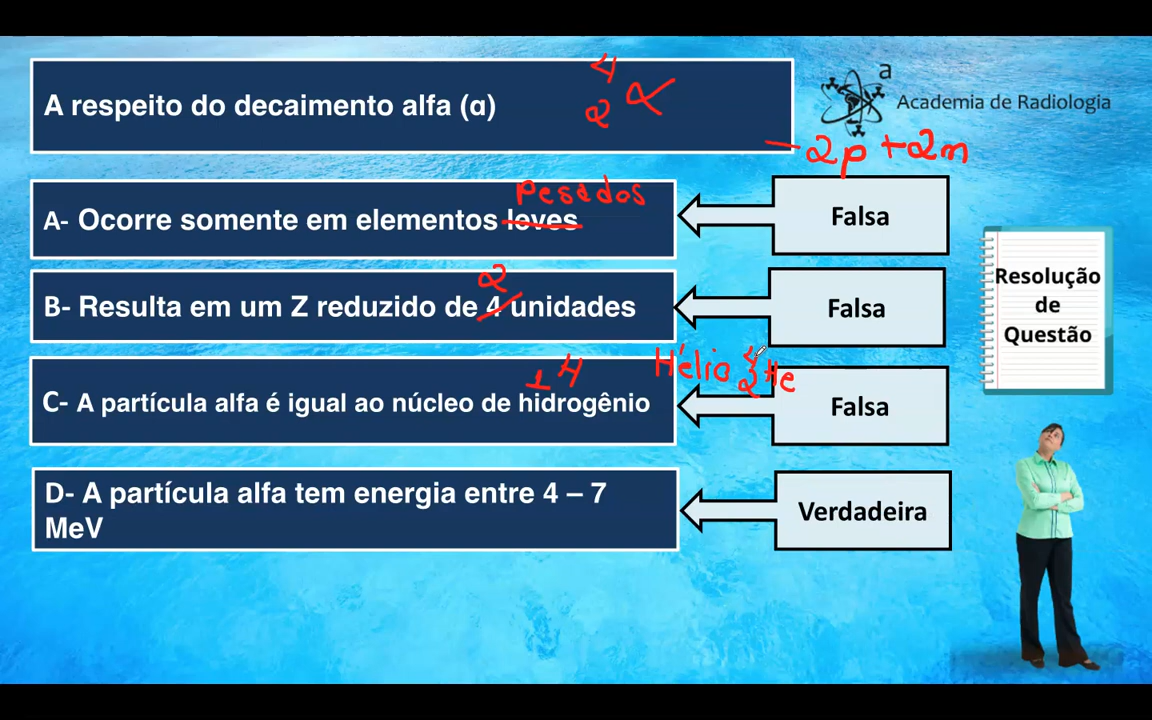 A respeito do decaimento alfa (α)
4
2 α
a
Academia de Radiologia
2p + 2n
pesados
A- Ocorre somente em elementos leves
Falsa
2
B- Resulta em um Z reduzido de 4 unidades
Falsa
Resolução
de
Questão
1H
Hélio 4
2 He
C- A partícula alfa é igual ao núcleo de hidrogênio
Falsa
D- A partícula alfa tem energia entre 4 – 7
MeV
Verdadeira